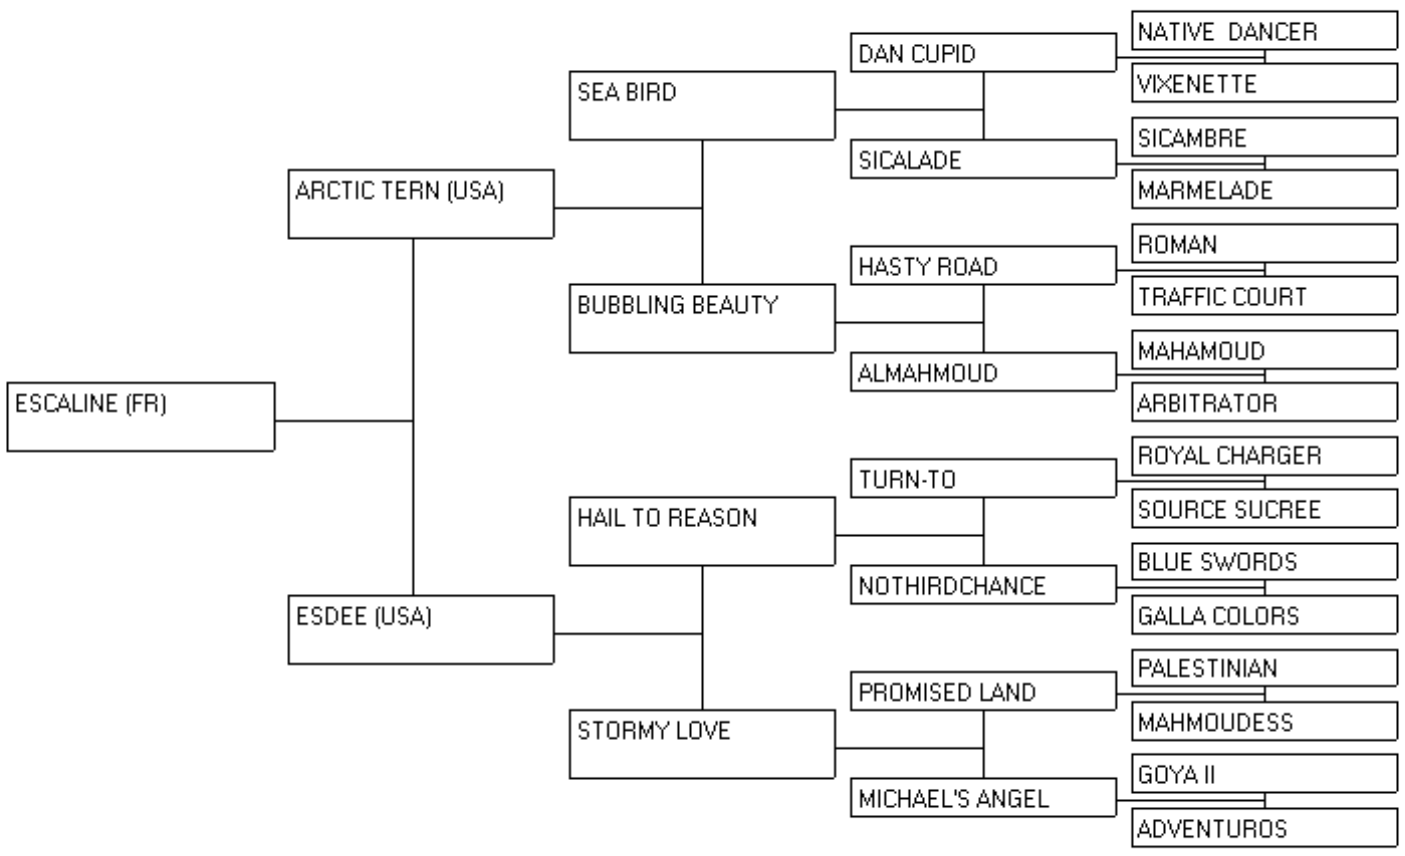 NATIVE  DANCER
DAN CUPID
VIXENETTE
SEA BIRD
SICAMBRE
SICALADE
MARMELADE
ARCTIC TERN (USA)
ROMAN
HASTY ROAD
TRAFFIC COURT
BUBBLING BEAUTY
MAHAMOUD
ALMAHMOUD
ARBITRATOR
ESCALINE (FR)
ROYAL CHARGER
TURN-TO
SOURCE SUCREE
HAIL TO REASON
BLUE SWORDS
NOTHIRDCHANCE
GALLA COLORS
ESDEE (USA)
PALESTINIAN
PROMISED LAND
MAHMOUDESS
STORMY LOVE
GOYA II
MICHAEL'S ANGEL
ADVENTUROS